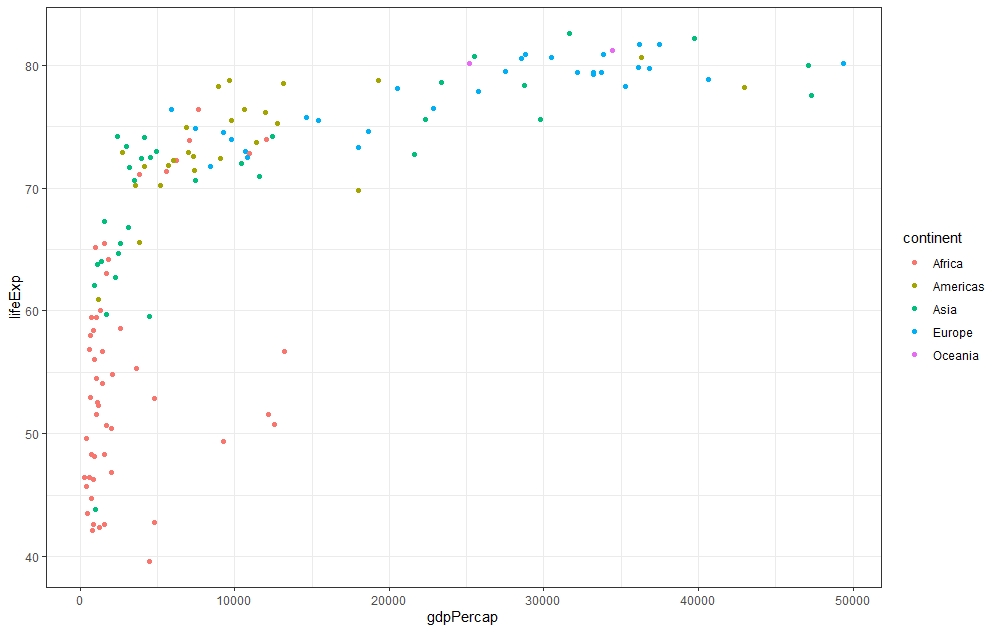 80
70
60
50
40
lifeExp
0 10000 20000 30000 40000 50000
gdpPercap
continent
Africa
Americas
Asia
Europe
Oceania